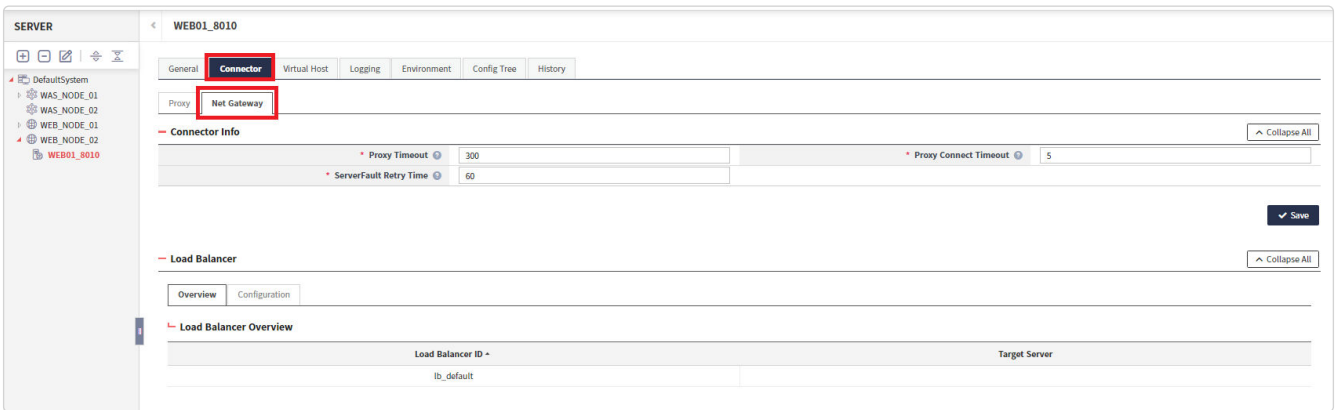 SERVER
DefaultSystem
WAS_NODE_01
WAS_NODE_02
WEB_NODE_01
WEB_NODE_02
WEB01_8010
WEB01_8010
General Connector Virtual Host Logging Environment Config Tree History
Proxy Net Gateway
Connector Info Collapse All
* Proxy Timeout 300 * Proxy Connect Timeout 5
* ServerFault Retry Time 60
Save
Load Balancer Collapse All
Overview Configuration
Load Balancer Overview
Load Balancer ID Target Server
lb_default